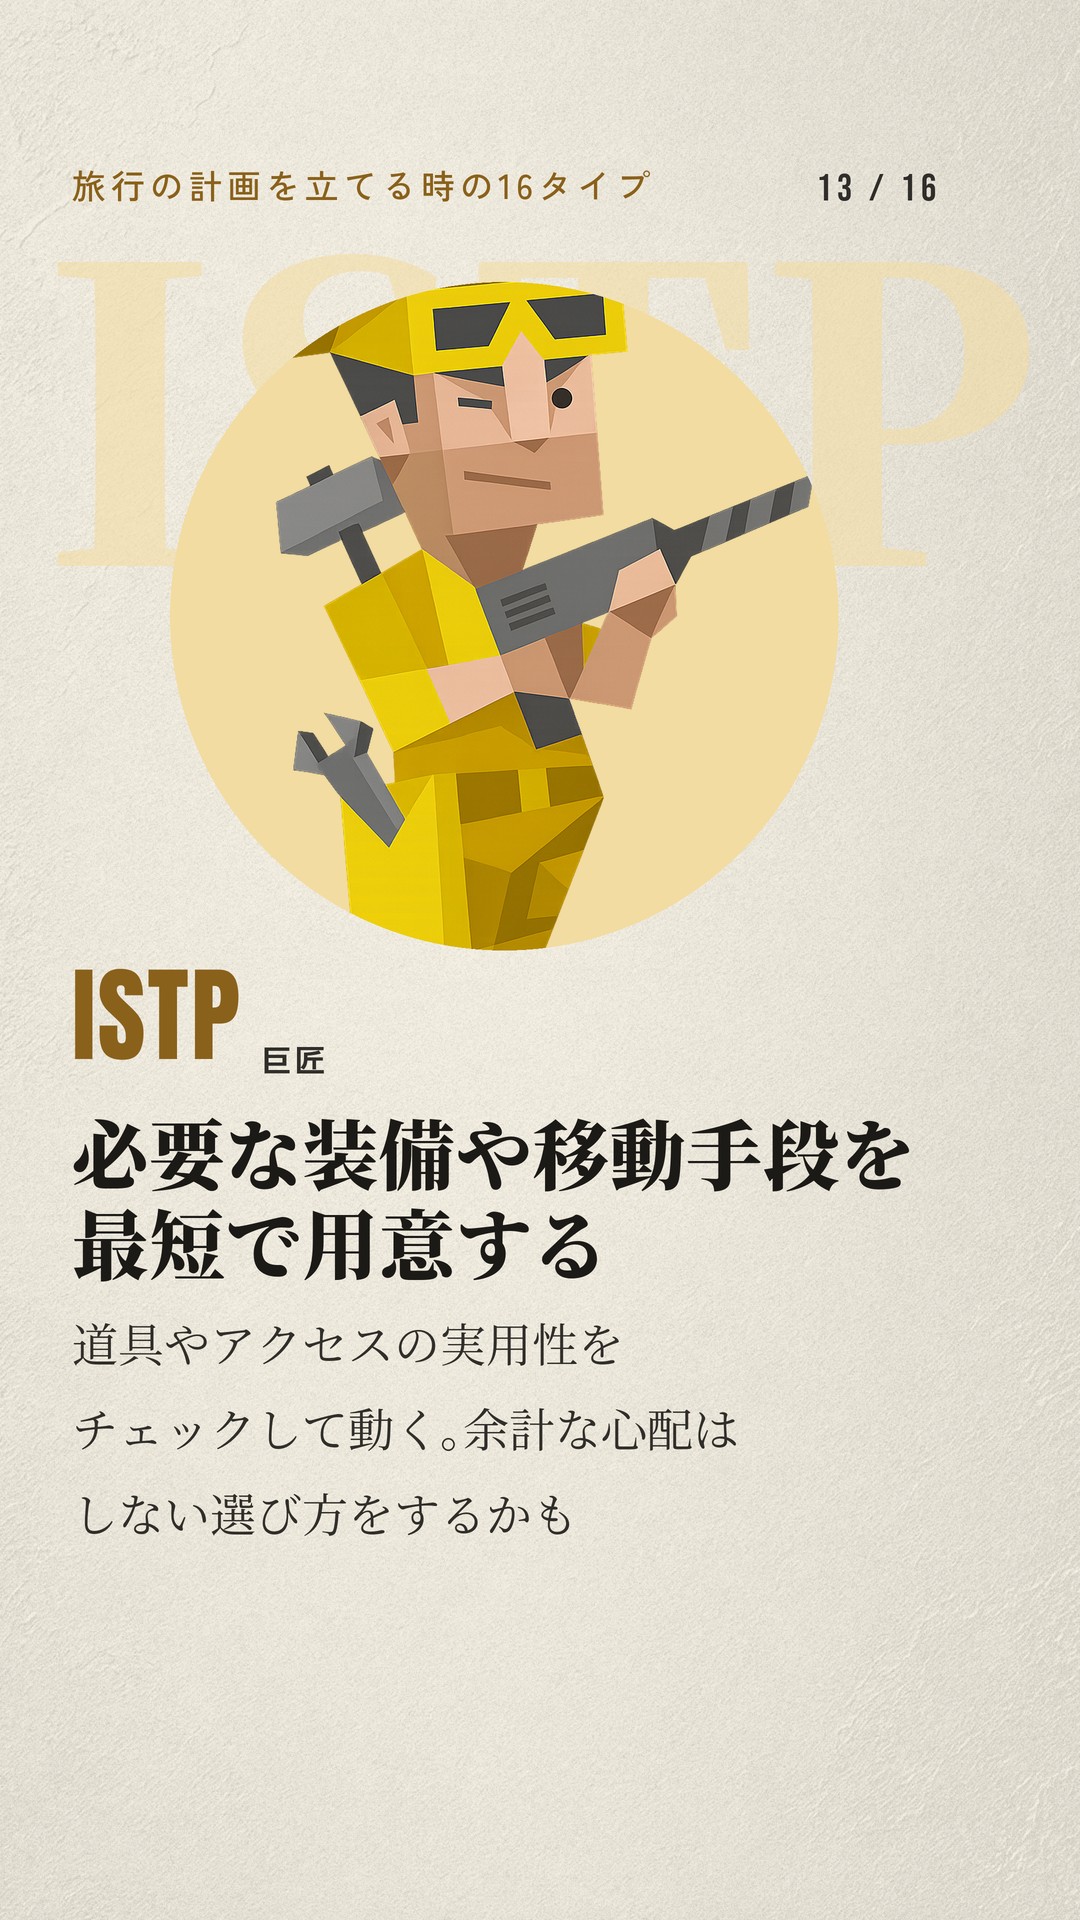 旅行の計画を立てる時の16タイプ
13 / 16
ISTP
ISTP 巨匠
必要な装備や移動手段を
最短で用意する
道具やアクセスの実用性を
チェックして動く。余計な心配は
しない選び方をするかも